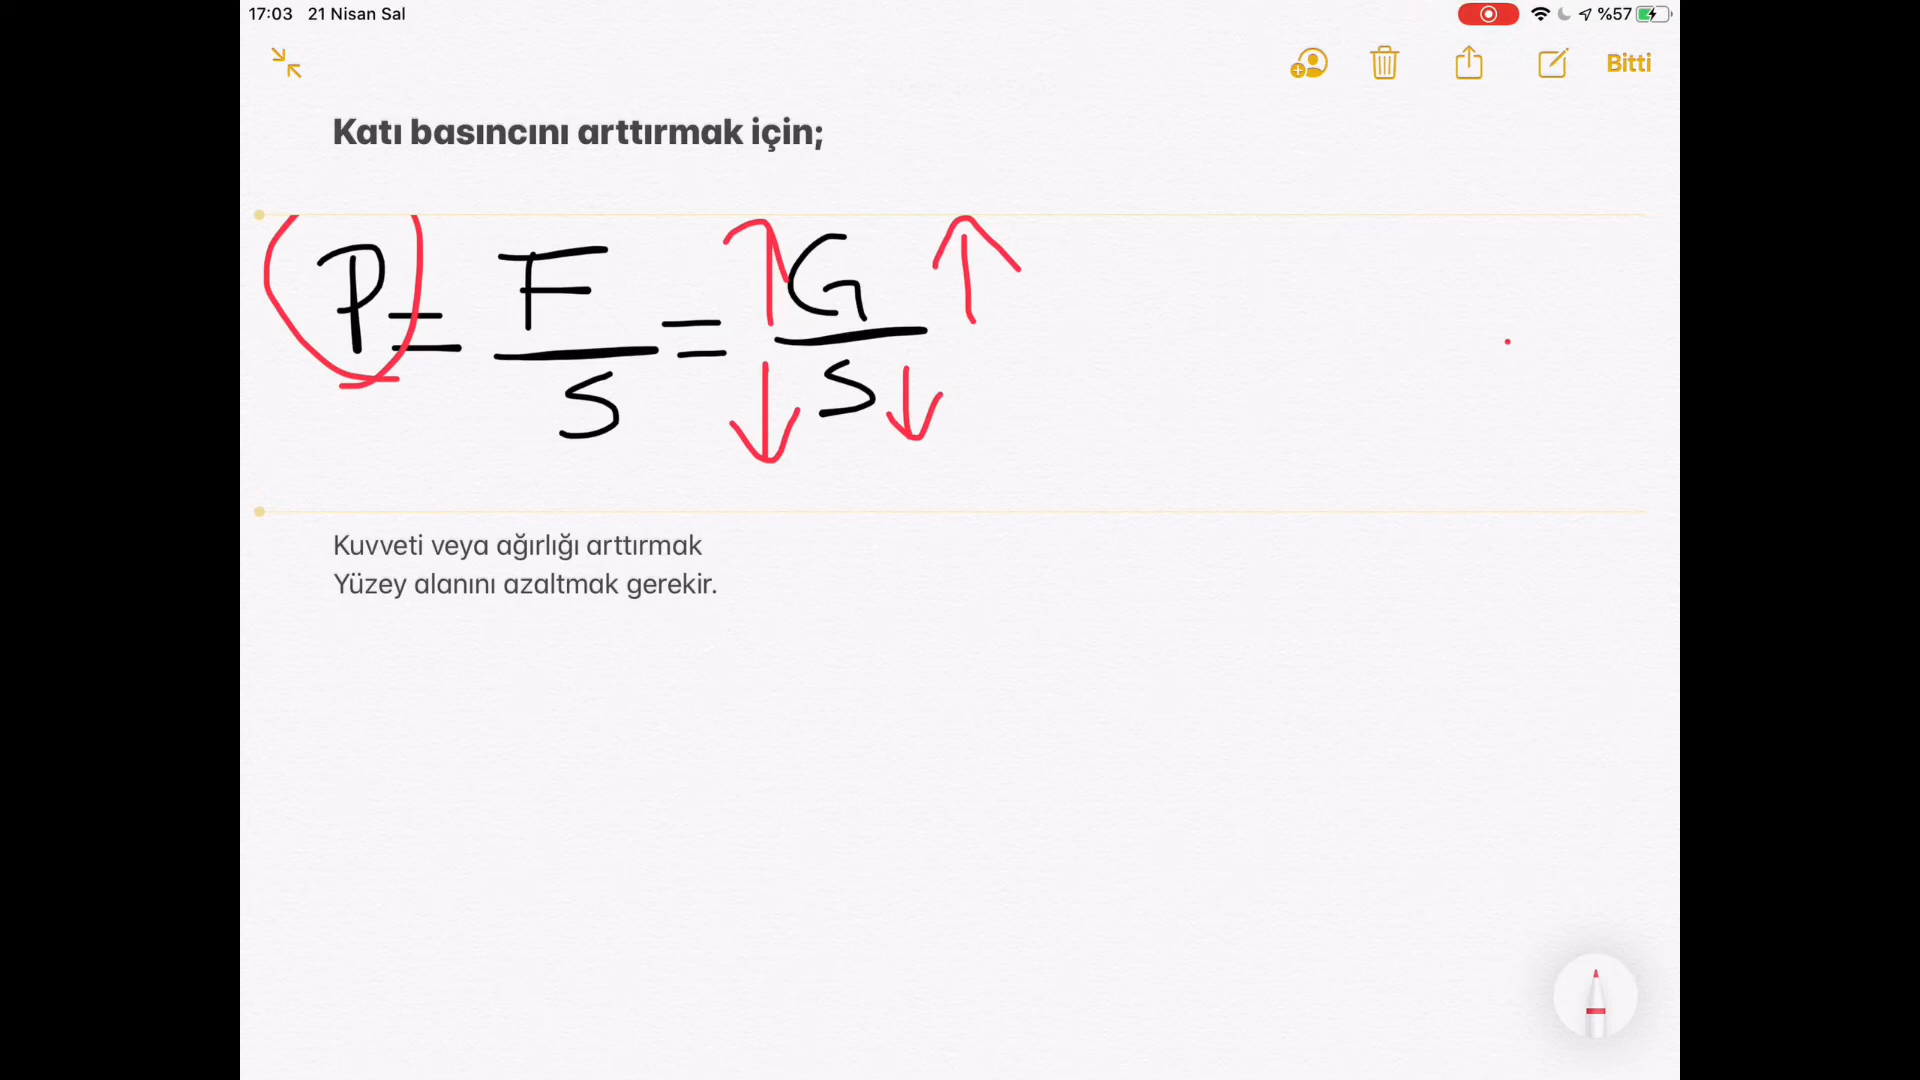 17:03 21 Nisan Sal %57
Bitti
Katı basıncını arttırmak için;
P = F/S = G/S
Kuvveti veya ağırlığı arttırmak
Yüzey alanını azaltmak gerekir.